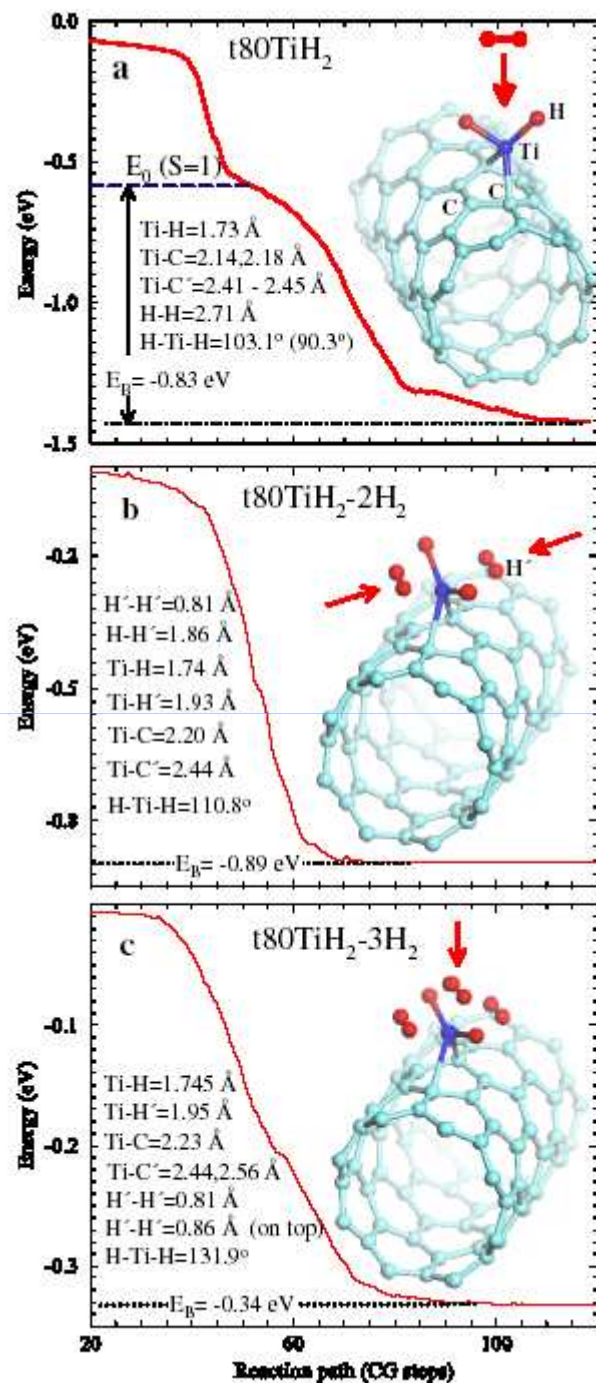 0.0
a
t80TiH₂
H
E₀ (S=1)
Ti
-0.5
C
C
Ti-H=1.73 Å
Ti-C=2.14,2.18 Å
Ti-C´=2.41 - 2.45 Å
-1.0
H-H=2.71 Å
H-Ti-H=103.1° (90.3°)
E_B= -0.83 eV
-1.5
Energy (eV)
b
t80TiH₂-2H₂
-0.2
H´
H´-H´=0.81 Å
H-H´=1.86 Å
Ti-H=1.74 Å
-0.5
Ti-H´=1.93 Å
Ti-C=2.20 Å
Ti-C´=2.44 Å
H-Ti-H=110.8°
-0.8
E_B= -0.89 eV
Energy (eV)
c
t80TiH₂-3H₂
-0.1
Ti-H=1.745 Å
Ti-H´=1.95 Å
Ti-C=2.23 Å
-0.2
Ti-C´=2.44,2.56 Å
H´-H´=0.81 Å
H´-H´=0.86 Å (on top)
H-Ti-H=131.9°
-0.3
E_B= -0.34 eV
Energy (eV)
20
60
100
Reaction path (CG steps)